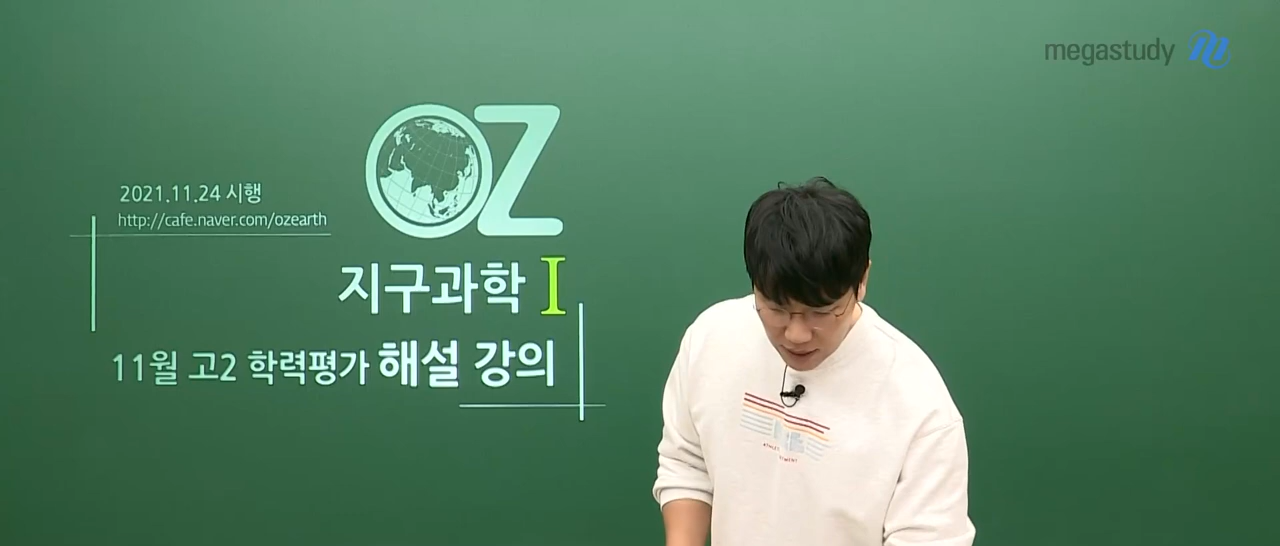 megastudy
OZ
2021.11.24 시행
http://cafe.naver.com/ozearth
지구과학 I
11월 고2 학력평가 해설 강의